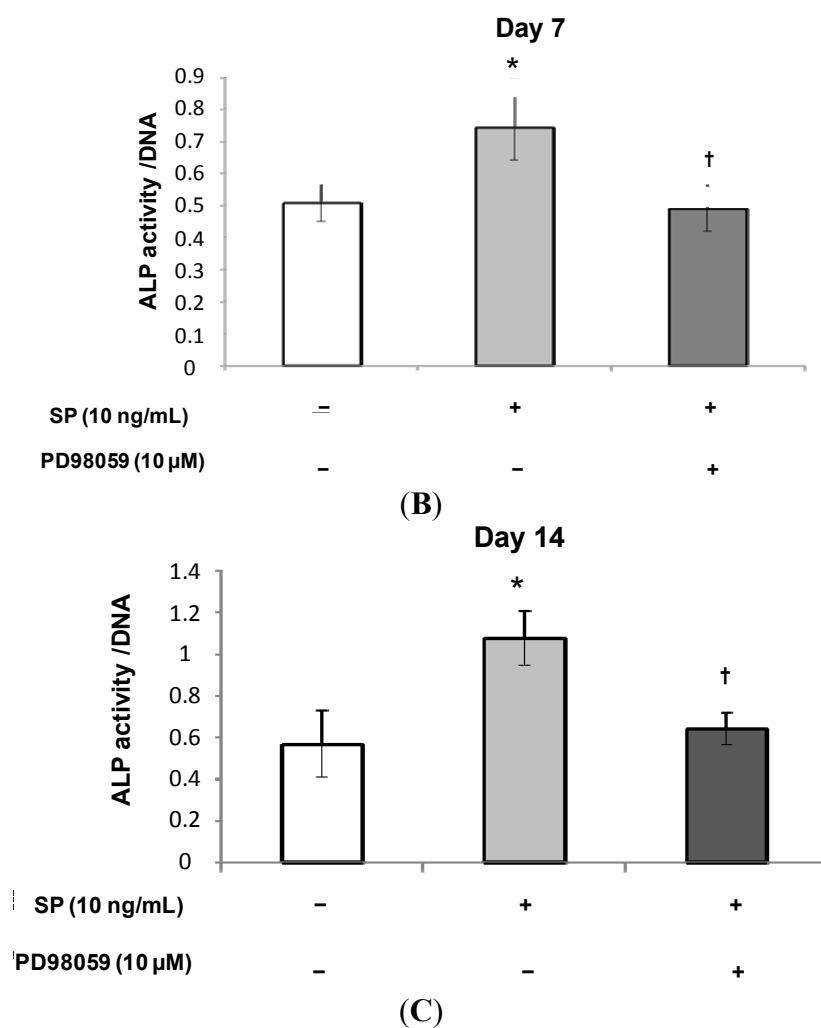 Day 7
*
†
0.9
0.8
0.7
0.6
0.5
0.4
0.3
0.2
0.1
0
ALP activity /DNA
SP (10 ng/mL) – + +
PD98059 (10 µM) – – +
(B)
Day 14
*
†
1.4
1.2
1
0.8
0.6
0.4
0.2
0
ALP activity /DNA
SP (10 ng/mL) – + +
PD98059 (10 µM) – – +
(C)